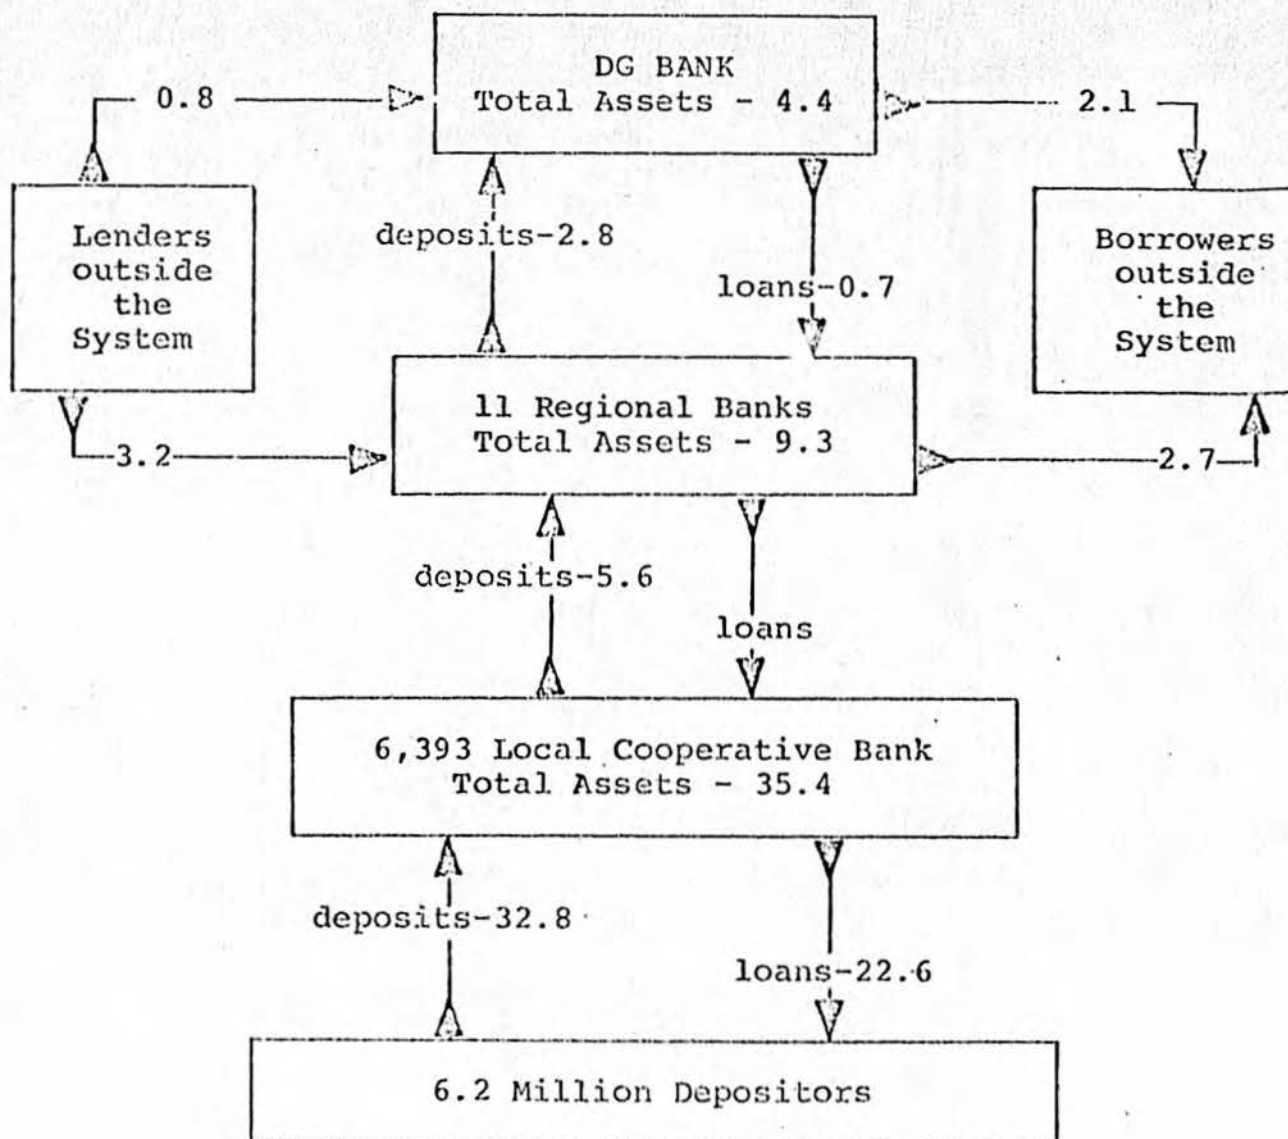 DG BANK
Total Assets - 4.4
0.8
2.1
deposits-2.8
loans-0.7
Lenders
outside
the
System
Borrowers
outside
the
System
11 Regional Banks
Total Assets - 9.3
3.2
2.7
deposits-5.6
loans
6,393 Local Cooperative Bank
Total Assets - 35.4
deposits-32.8
loans-22.6
6.2 Million Depositors